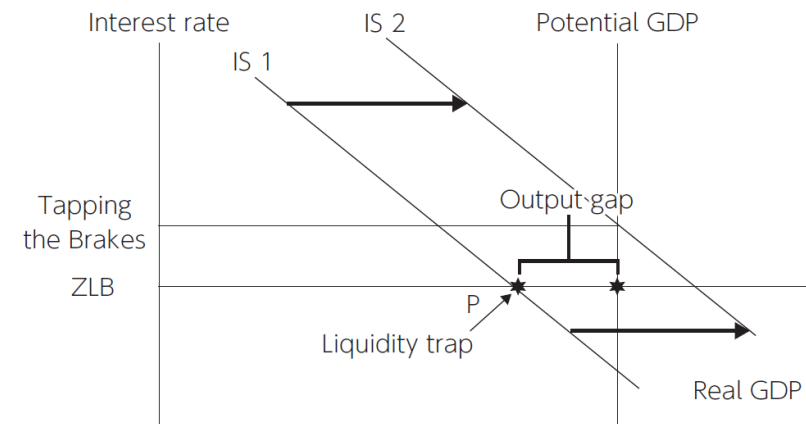 Interest rate
IS 2
Potential GDP
IS 1
Output gap
Tapping
the Brakes
ZLB
P
Liquidity trap
Real GDP